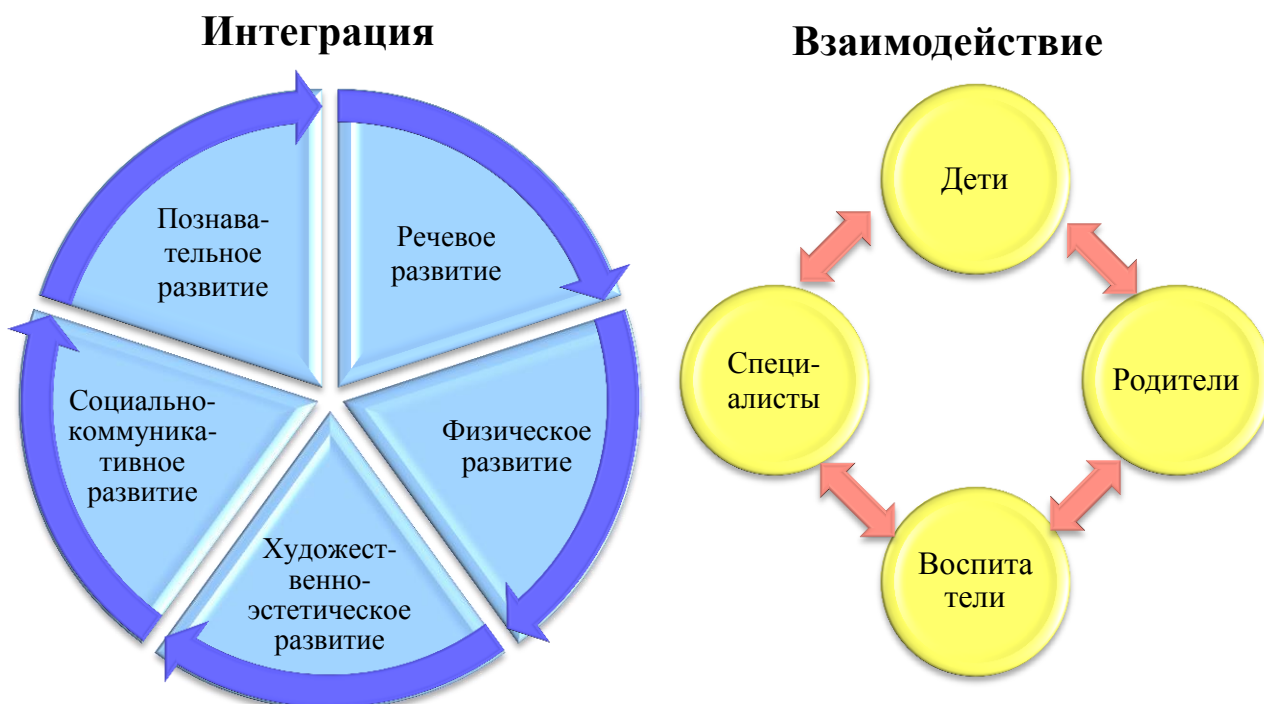 Интеграция
Познава-
тельное
развитие
Речевое
развитие
Социально-
коммуника-
тивное
развитие
Физическое
развитие
Художест-
венно-
эстетическое
развитие
Взаимодействие
Дети
Специ-
алисты
Родители
Воспита
тели